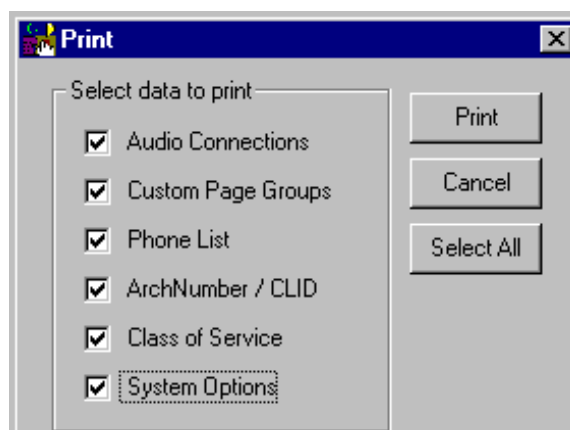 Print
Select data to print
Audio Connections
Custom Page Groups
Phone List
ArchNumber / CLID
Class of Service
System Options
Print
Cancel
Select All